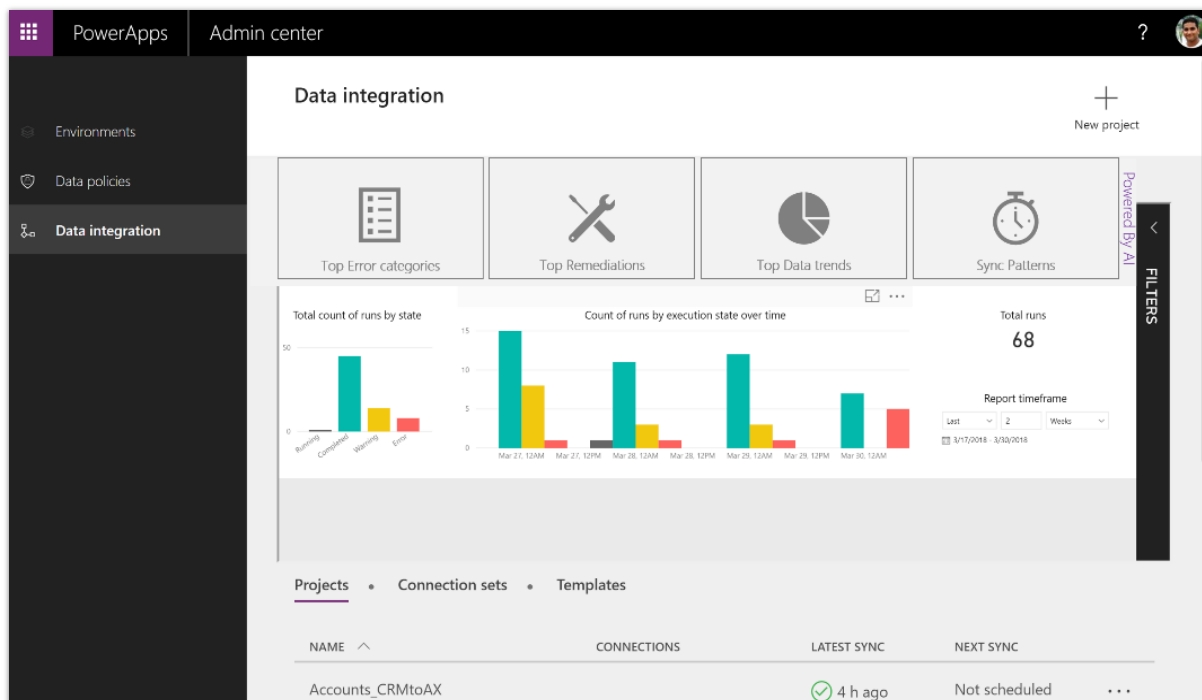 PowerApps Admin center ?
Environments
Data policies
Data integration
Data integration
New project
Top Error categories
Top Remediations
Top Data trends
Sync Patterns
Powered By AI
FILTERS
Total count of runs by state
50
0
Running Completed Warning Error
Count of runs by execution state over time
15
10
5
0
Mar 27, 12AM Mar 27, 12PM Mar 28, 12AM Mar 28, 12PM Mar 29, 12AM Mar 29, 12PM Mar 30, 12AM
Total runs
68
Report timeframe
Last 2 Weeks
3/17/2018 - 3/30/2018
Projects • Connection sets • Templates
NAME CONNECTIONS LATEST SYNC NEXT SYNC
Accounts_CRMtoAX 4 h ago Not scheduled ...